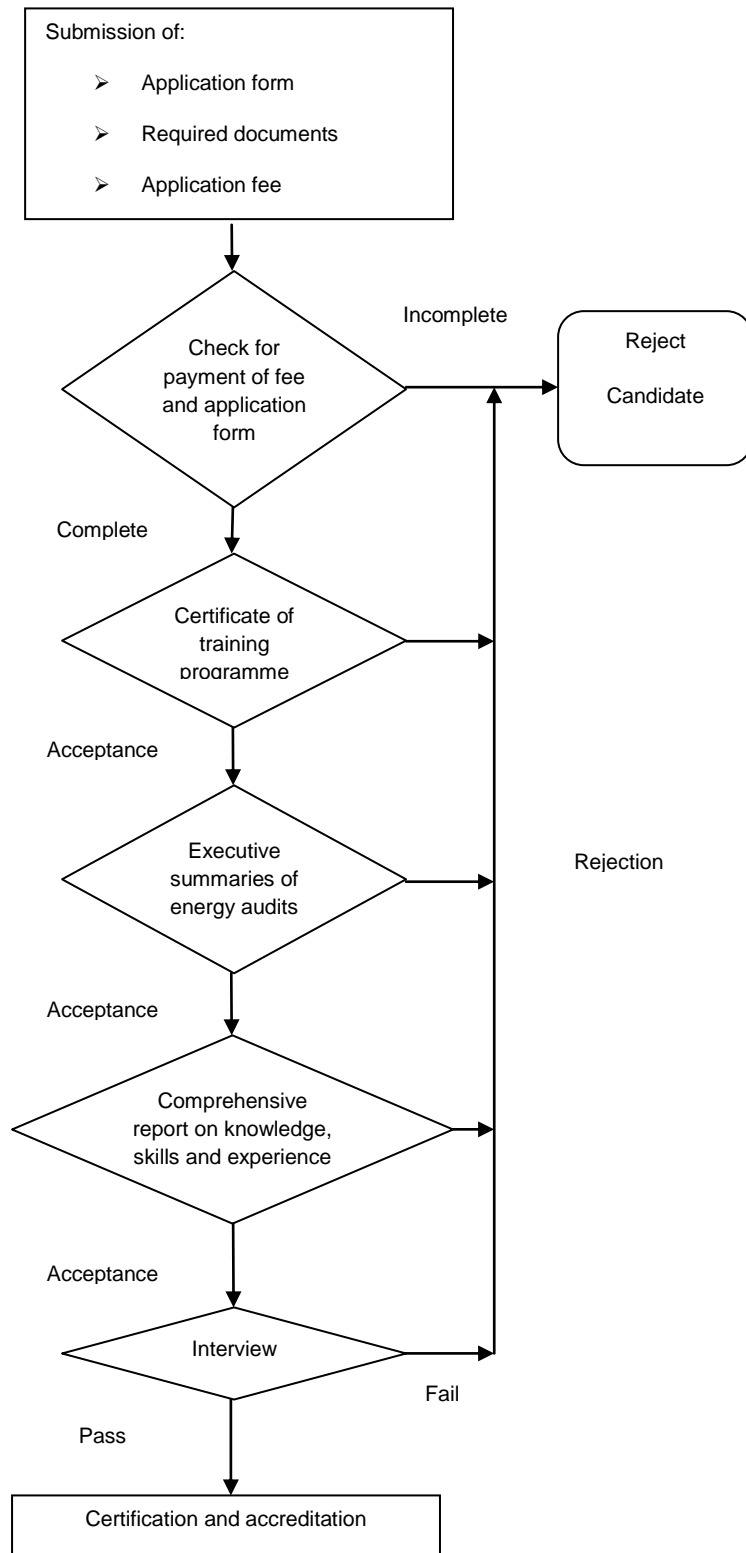 Submission of:
➢ Application form
➢ Required documents
➢ Application fee
Incomplete
Reject
Candidate
Check for
payment of fee
and application
form
Complete
Certificate of
training
programme
Acceptance
Executive
summaries of
energy audits
Rejection
Acceptance
Comprehensive
report on knowledge,
skills and experience
Acceptance
Interview
Fail
Pass
Certification and accreditation